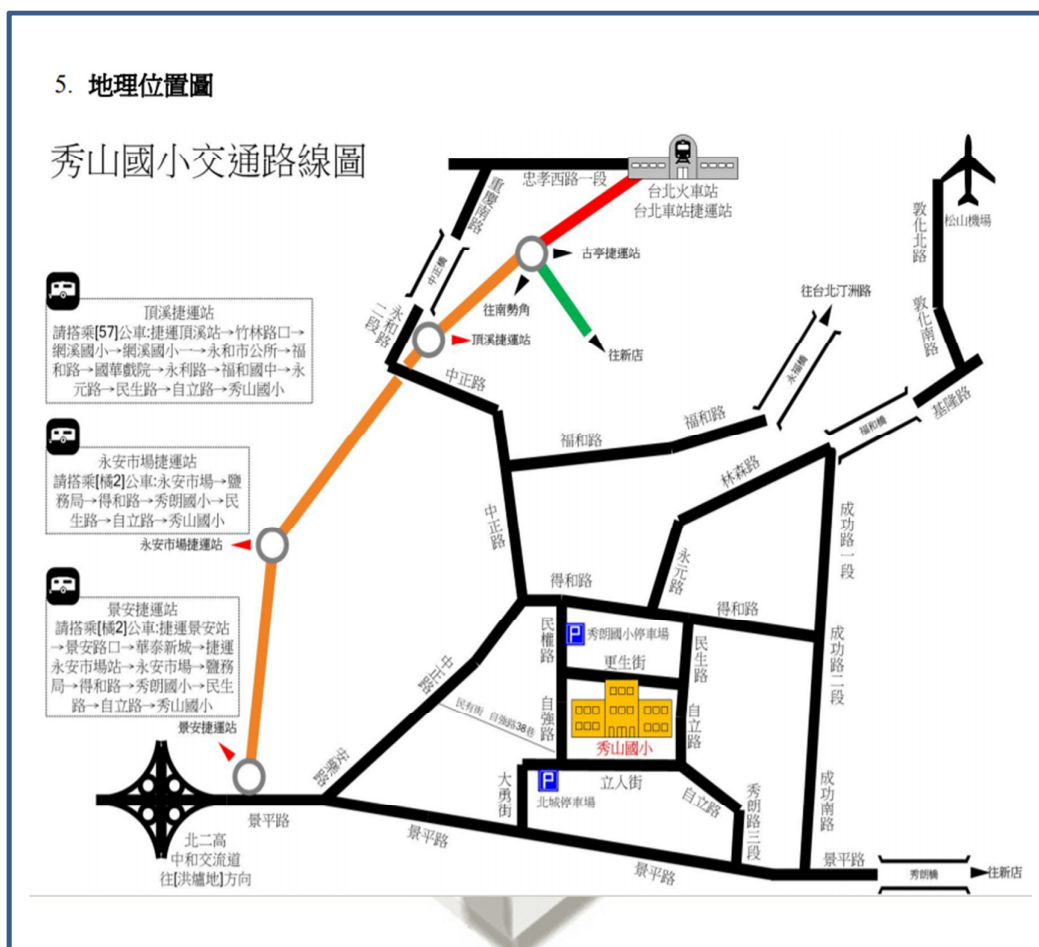 5. 地理位置圖
秀山國小交通路線圖
忠孝西路一段
台北火車站
台北車站捷運站
重慶南路
中正橋
永和路二段
古亭捷運站
往南勢角
往新店
頂溪捷運站
松山機場
敦化北路
敦化南路
往台北汀洲路
永福橋
福和橋
基隆路
頂溪捷運站
請搭乘[57]公車:捷運頂溪站→竹林路口→
網溪國小→網溪國小一→永和市公所→福
和路→國華戲院→永利路→福和國中→永
元路→民生路→自立路→秀山國小
中正路
福和路
福和路
林森路
永安市場捷運站
請搭乘[橘2]公車:永安市場→鹽
務局→得和路→秀朗國小→民
生路→自立路→秀山國小
永安市場捷運站
中正路
永元路
成功路一段
得和路
得和路
景安捷運站
請搭乘[橘2]公車:捷運景安站
→景安路口→華泰新城→捷運
永安市場站→永安市場→鹽務
局→得和路→秀朗國小→民生
路→自立路→秀山國小
景安捷運站
民權路
P
秀朗國小停車場
更生街
民生路
成功路二段
中正路
民有街 自強路38巷
自強路
秀山國小
自立路
安樂路
大勇街
P
北城停車場
立人街
自立路
秀朗路三段
成功南路
景平路
景平路
景平路
景平路
秀朗橋
往新店
北二高
中和交流道
往[洪爐地]方向